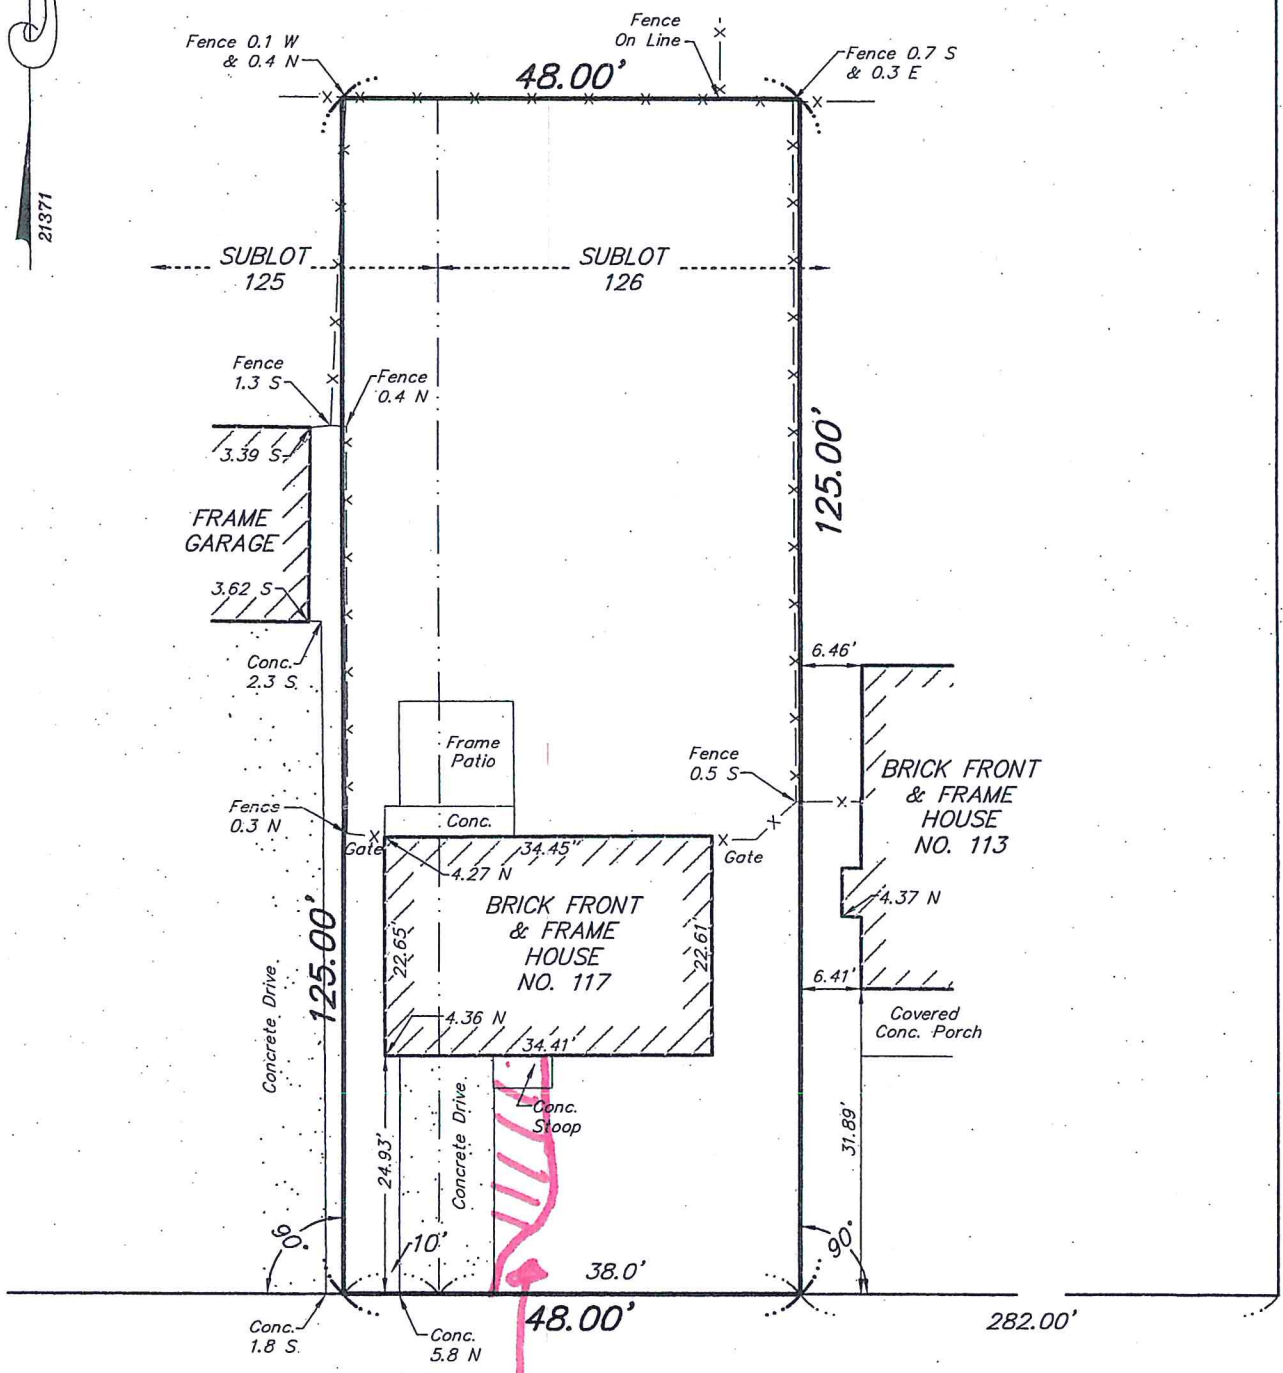 Fence 0.1 W
& 0.4 N
Fence
On Line
Fence 0.7 S
& 0.3 E
48.00'
21371
SUBLOT
125
SUBLOT
126
Fence
1.3 S
Fence
0.4 N
125.00'
3.39 S
FRAME
GARAGE
3.62 S
Conc.
2.3 S
6.46'
Frame
Patio
Fence
0.5 S
BRICK FRONT
& FRAME
HOUSE
NO. 113
Fence
0.3 N
Conc.
Gate
34.45"
Gate
4.27 N
4.37 N
BRICK FRONT
& FRAME
HOUSE
NO. 117
22.65'
22.61'
125.00'
6.41'
Concrete Drive.
4.36 N
34.41'
Covered
Conc. Porch
Conc.
Stoop
24.93'
Concrete Drive.
31.89'
90°
10'
38.0'
90°
48.00'
282.00'
Conc.
1.8 S.
Conc.
5.8 N